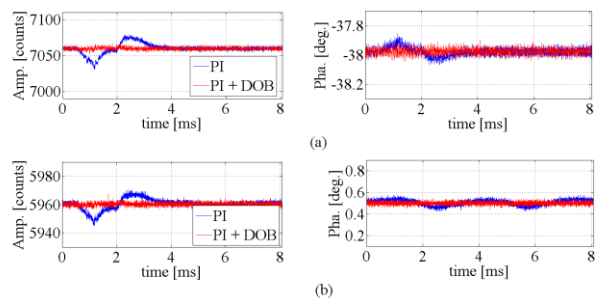 7100
7050
7000
Amp. [counts]
PI
PI + DOB
0 2 4 6 8
time [ms]
-37.8
-38
-38.2
Pha. [deg.]
0 2 4 6 8
time [ms]
(a)
5980
5960
5940
Amp. [counts]
PI
PI + DOB
0 2 4 6 8
time [ms]
0.8
0.6
0.4
0.2
Pha. [deg.]
0 2 4 6 8
time [ms]
(b)